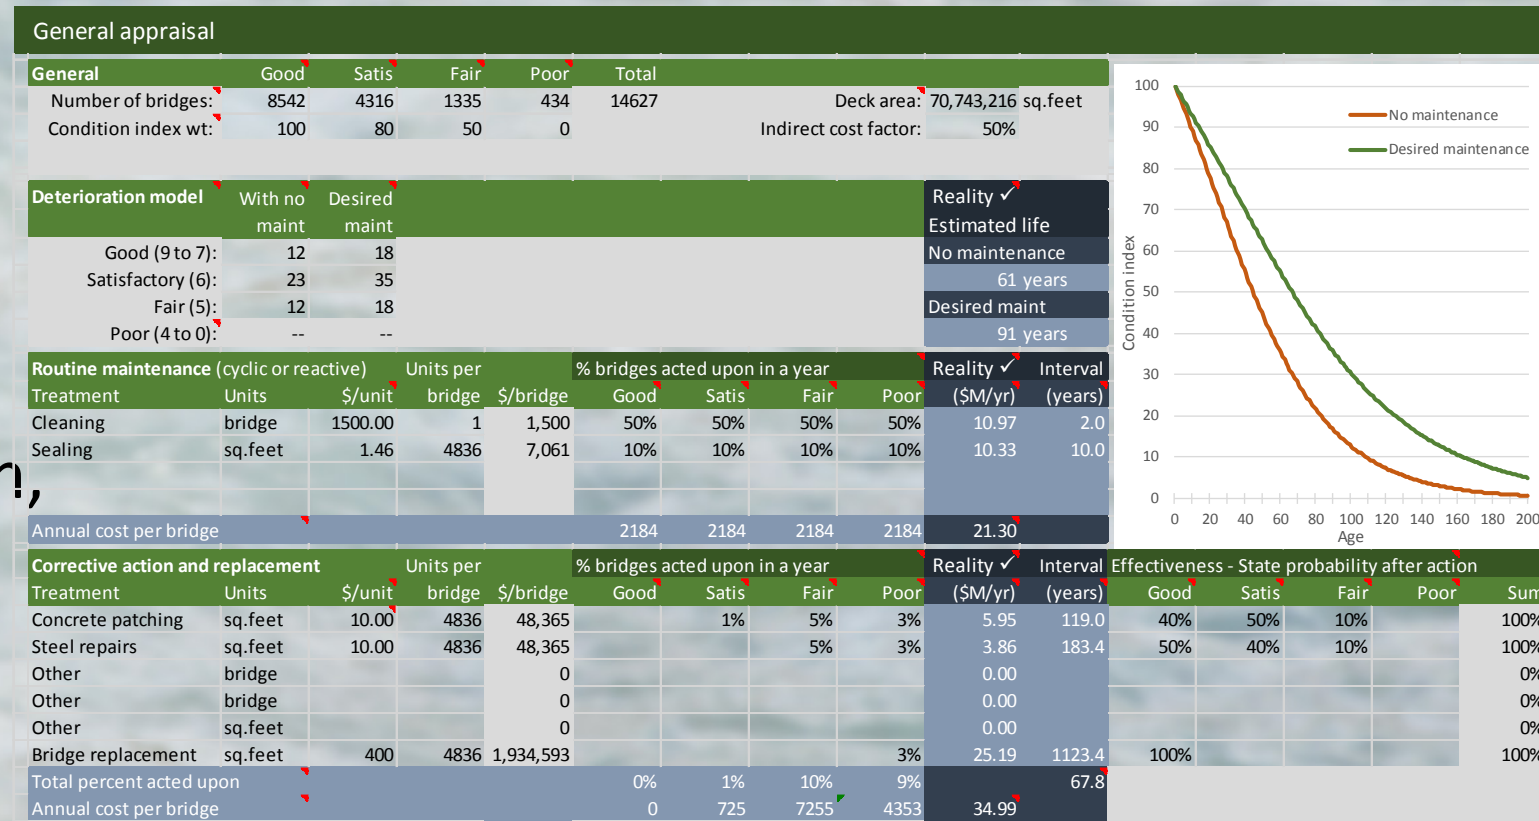 General appraisal
General Good Satis Fair Poor Total
Number of bridges: 8542 4316 1335 434 14627 Deck area: 70,743,216 sq.feet
Condition index wt: 100 80 50 0 Indirect cost factor: 50%
Deterioration model With no maint Desired maint Reality ✓
Estimated life
Good (9 to 7): 12 18 No maintenance
Satisfactory (6): 23 35 61 years
Fair (5): 12 18 Desired maint
Poor (4 to 0): -- -- 91 years
Routine maintenance (cyclic or reactive) Units per % bridges acted upon in a year Reality ✓ Interval
Treatment Units $/unit bridge $/bridge Good Satis Fair Poor ($M/yr) (years)
Cleaning bridge 1500.00 1 1,500 50% 50% 50% 50% 10.97 2.0
Sealing sq.feet 1.46 4836 7,061 10% 10% 10% 10% 10.33 10.0
n,
Annual cost per bridge 2184 2184 2184 2184 21.30
Corrective action and replacement Units per % bridges acted upon in a year Reality ✓ Interval Effectiveness - State probability after action
Treatment Units $/unit bridge $/bridge Good Satis Fair Poor ($M/yr) (years) Good Satis Fair Poor Sum
Concrete patching sq.feet 10.00 4836 48,365 1% 5% 3% 5.95 119.0 40% 50% 10% 100%
Steel repairs sq.feet 10.00 4836 48,365 5% 3% 3.86 183.4 50% 40% 10% 100%
Other bridge 0 0.00 0%
Other bridge 0 0.00 0%
Other sq.feet 0 0.00 0%
Bridge replacement sq.feet 400 4836 1,934,593 3% 25.19 1123.4 100% 100%
Total percent acted upon 0% 1% 10% 9% 67.8
Annual cost per bridge 0 725 7255 4353 34.99
No maintenance
Desired maintenance
Condition index
100
90
80
70
60
50
40
30
20
10
0
0 20 40 60 80 100 120 140 160 180 200
Age